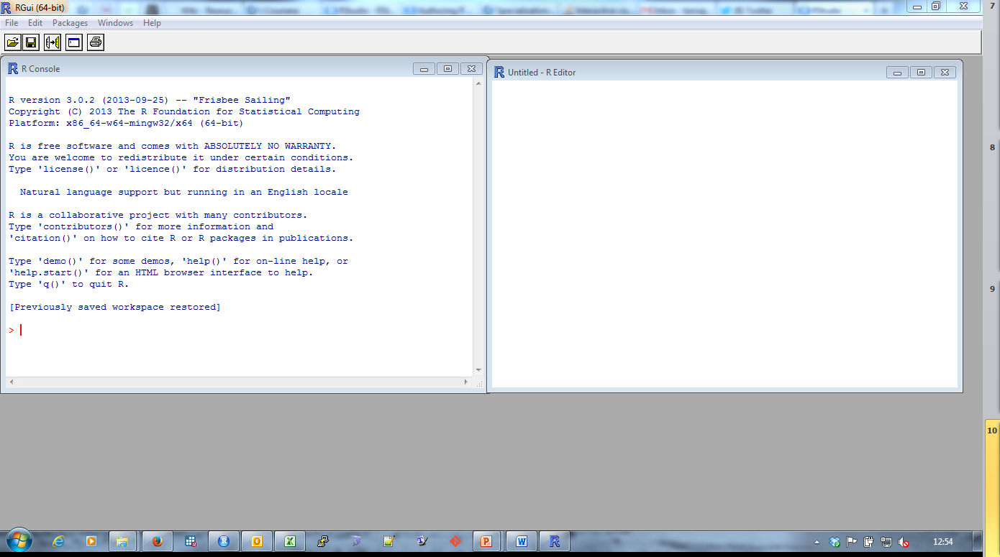 RGui (64-bit)
File Edit Packages Windows Help
R Console
R version 3.0.2 (2013-09-25) -- "Frisbee Sailing"
Copyright (C) 2013 The R Foundation for Statistical Computing
Platform: x86_64-w64-mingw32/x64 (64-bit)
R is free software and comes with ABSOLUTELY NO WARRANTY.
You are welcome to redistribute it under certain conditions.
Type 'license()' or 'licence()' for distribution details.
Natural language support but running in an English locale
R is a collaborative project with many contributors.
Type 'contributors()' for more information and
'citation()' on how to cite R or R packages in publications.
Type 'demo()' for some demos, 'help()' for on-line help, or
'help.start()' for an HTML browser interface to help.
Type 'q()' to quit R.
[Previously saved workspace restored]
>
Untitled - R Editor
7
8
9
10
12:54